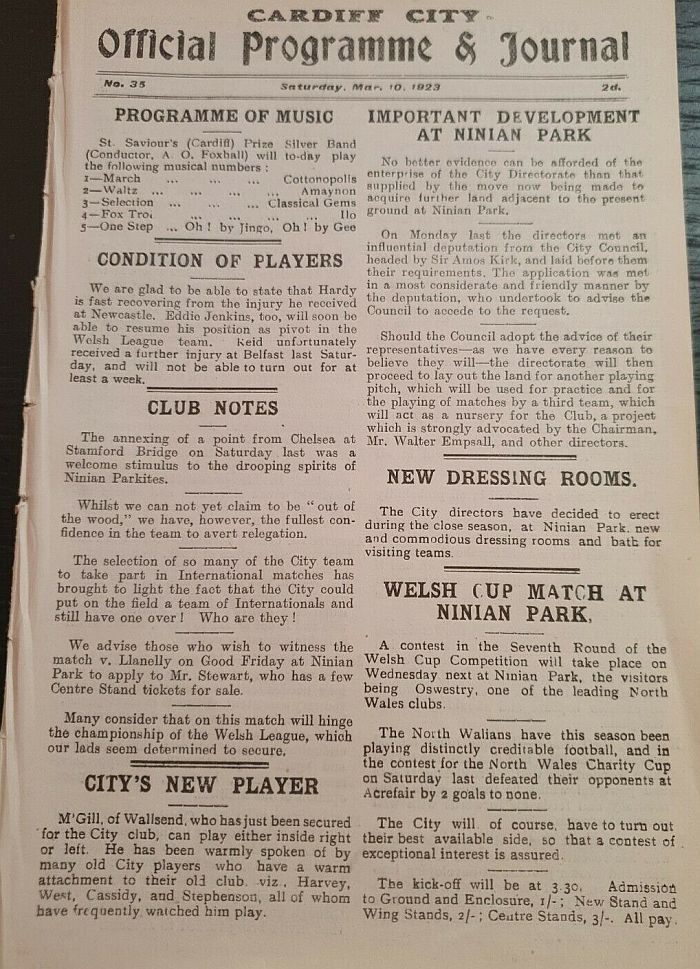 CARDIFF CITY
Official Programme & Journal
No. 35 Saturday, Mar. 10, 1923 2d.
PROGRAMME OF MUSIC
St. Saviour's (Cardiff) Prize Silver Band
(Conductor, A. O. Foxhall) will to-day play
the following musical numbers :
1—March ... ... ... Cottonopolis
2—Waltz ... ... ... Amaynon
3—Selection ... ... Classical Gems
4—Fox Trot ... ... ... Ilo
5—One Step ... Oh ! by Jingo, Oh ! by Gee
CONDITION OF PLAYERS
We are glad to be able to state that Hardy
is fast recovering from the injury he received
at Newcastle. Eddie Jenkins, too, will soon be
able to resume his position as pivot in the
Welsh League team. Keid unfortunately
received a further injury at Belfast last Satur-
day, and will not be able to turn out for at
least a week.
CLUB NOTES
The annexing of a point from Chelsea at
Stamford Bridge on Saturday last was a
welcome stimulus to the drooping spirits of
Ninian Parkites.
Whilst we can not yet claim to be " out of
the wood," we have, however, the fullest con-
fidence in the team to avert relegation.
The selection of so many of the City team
to take part in International matches has
brought to light the fact that the City could
put on the field a team of Internationals and
still have one over ! Who are they !
We advise those who wish to witness the
match v. Llanelly on Good Friday at Ninian
Park to apply to Mr. Stewart, who has a few
Centre Stand tickets for sale.
Many consider that on this match will hinge
the championship of the Welsh League, which
our lads seem determined to secure.
CITY'S NEW PLAYER
M'Gill, of Wallsend, who has just been secured
for the City club, can play either inside right
or left. He has been warmly spoken of by
many old City players who have a warm
attachment to their old club. viz., Harvey,
West, Cassidy, and Stephenson, all of whom
have frequently watched him play.
IMPORTANT DEVELOPMENT
AT NINIAN PARK
No better evidence can be afforded of the
enterprise of the City Directorate than that
supplied by the move now being made to
acquire further land adjacent to the present
ground at Ninian Park.
On Monday last the directors met an
influential deputation from the City Council,
headed by Sir Amos Kirk, and laid before them
their requirements. The application was met
in a most considerate and friendly manner by
the deputation, who undertook to advise the
Council to accede to the request.
Should the Council adopt the advice of their
representatives—as we have every reason to
believe they will—the directorate will then
proceed to lay out the land for another playing
pitch, which will be used for practice and for
the playing of matches by a third team, which
will act as a nursery for the Club, a project
which is strongly advocated by the Chairman,
Mr. Walter Empsall, and other directors.
NEW DRESSING ROOMS.
The City directors have decided to erect
during the close season, at Ninian Park. new
and commodious dressing rooms and bath for
visiting teams.
WELSH CUP MATCH AT
NINIAN PARK,
A contest in the Seventh Round of the
Welsh Cup Competition will take place on
Wednesday next at Ninian Park, the visitors
being Oswestry, one of the leading North
Wales clubs.
The North Walians have this season been
playing distinctly creditable football, and in
the contest for the North Wales Charity Cup
on Saturday last defeated their opponents at
Acrefair by 2 goals to none.
The City will of course, have to turn out
their best available side, so that a contest of
exceptional interest is assured.
The kick-off will be at 3.30. Admission
to Ground and Enclosure, 1/- ; New Stand and
Wing Stands, 2/- ; Centre Stands, 3/-. All pay.